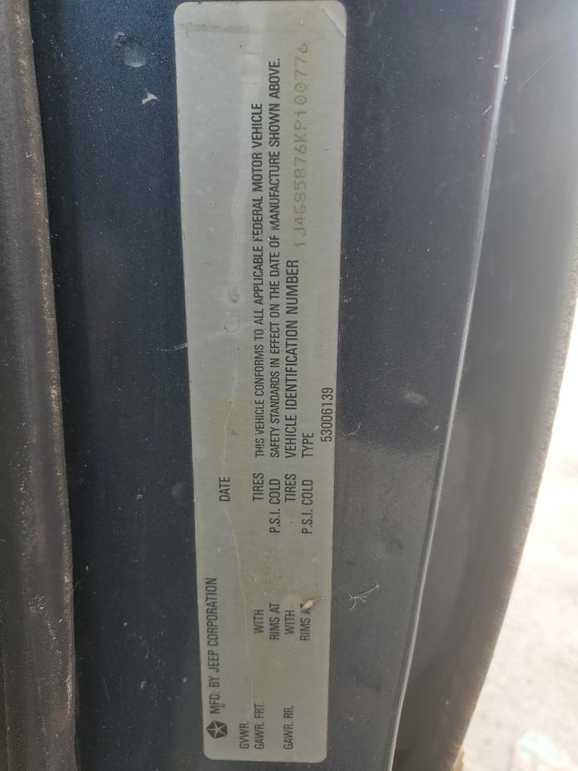 MFD. BY JEEP CORPORATION
DATE
GVWR.
GAWR. FRT. WITH TIRES
RIMS AT P.S.I. COLD
GAWR. RR. WITH TIRES
RIMS AT P.S.I. COLD
THIS VEHICLE CONFORMS TO ALL APPLICABLE FEDERAL MOTOR VEHICLE
SAFETY STANDARDS IN EFFECT ON THE DATE OF MANUFACTURE SHOWN ABOVE.
VEHICLE IDENTIFICATION NUMBER 1J4GS5876KP100776
TYPE
53006139